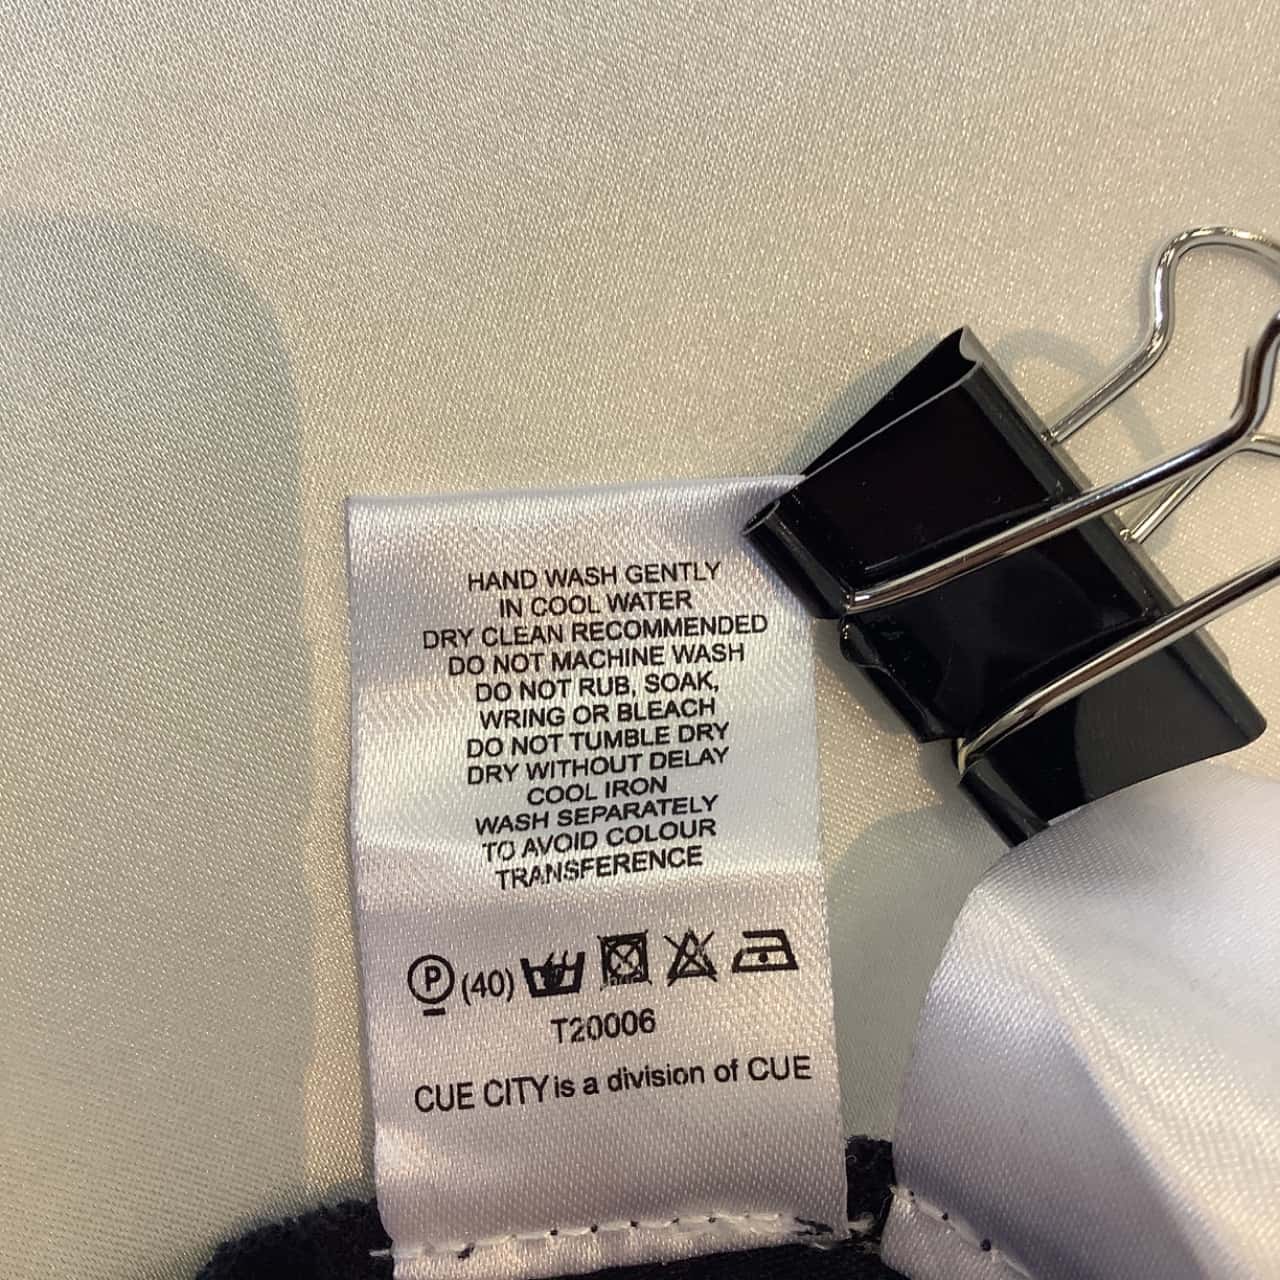 HAND WASH GENTLY
IN COOL WATER
DRY CLEAN RECOMMENDED
DO NOT MACHINE WASH
DO NOT RUB, SOAK,
WRING OR BLEACH
DO NOT TUMBLE DRY
DRY WITHOUT DELAY
COOL IRON
WASH SEPARATELY
TO AVOID COLOUR
TRANSFERENCE
P (40)
T20006
CUE CITY is a division of CUE